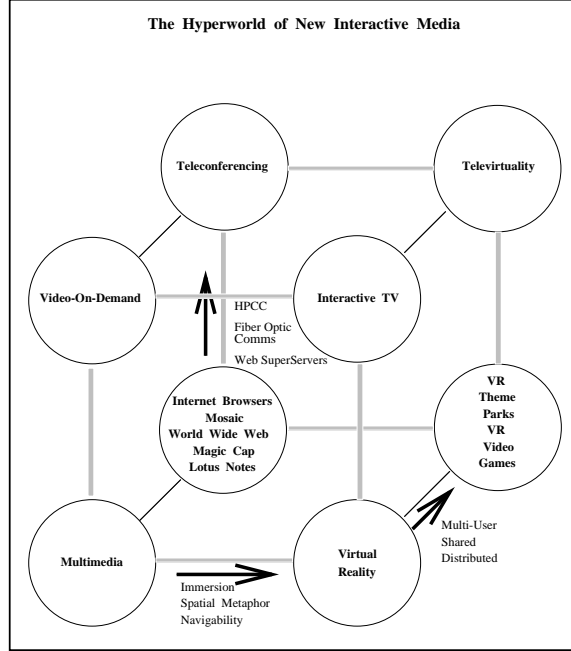 The Hyperworld of New Interactive Media
Teleconferencing
Televirtuality
Video-On-Demand
Interactive TV
HPCC
Fiber Optic
Comms
Web SuperServers
Internet Browsers
Mosaic
World Wide Web
Magic Cap
Lotus Notes
VR
Theme
Parks
VR
Video
Games
Multimedia
Virtual
Reality
Multi-User
Shared
Distributed
Immersion
Spatial Metaphor
Navigability